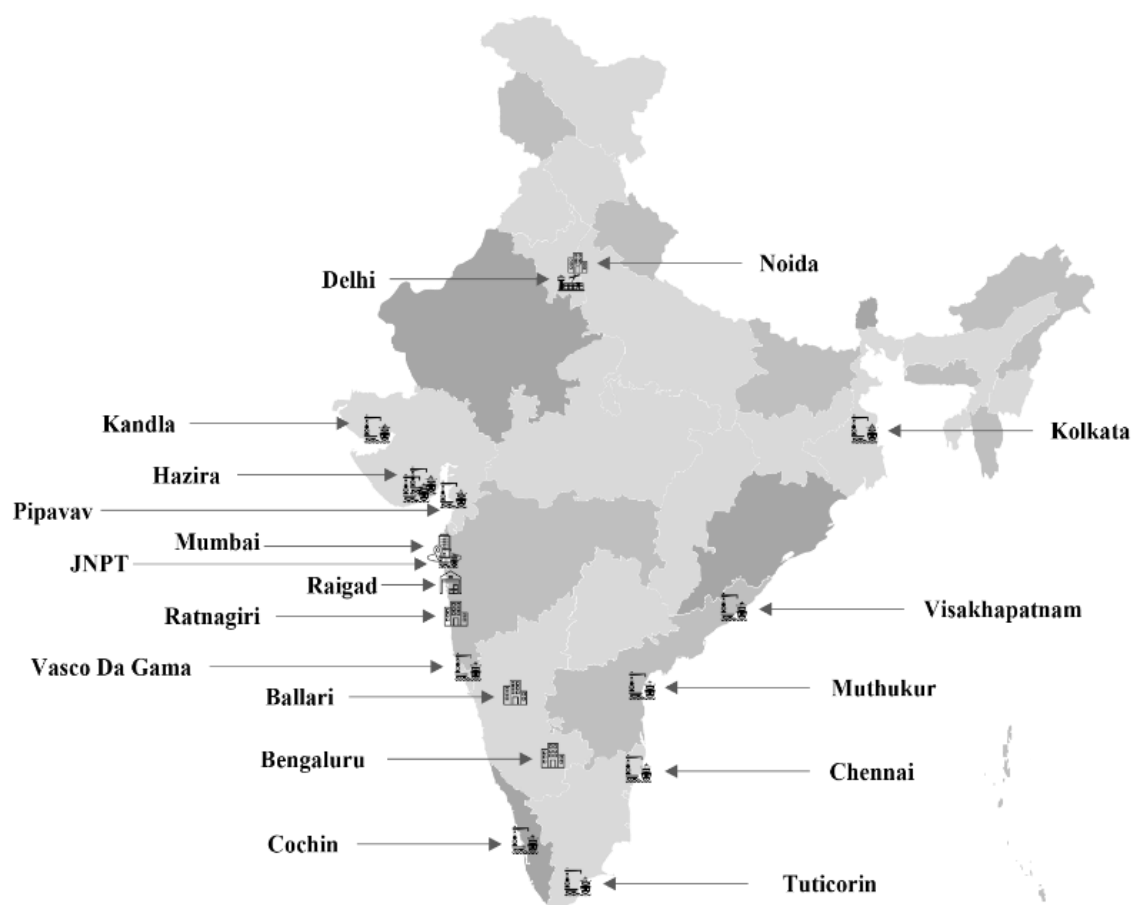 Noida
Delhi
Kandla
Kolkata
Hazira
Pipavav
Mumbai
JNPT
Raigad
Visakhapatnam
Ratnagiri
Vasco Da Gama
Muthukur
Ballari
Bengaluru
Chennai
Cochin
Tuticorin